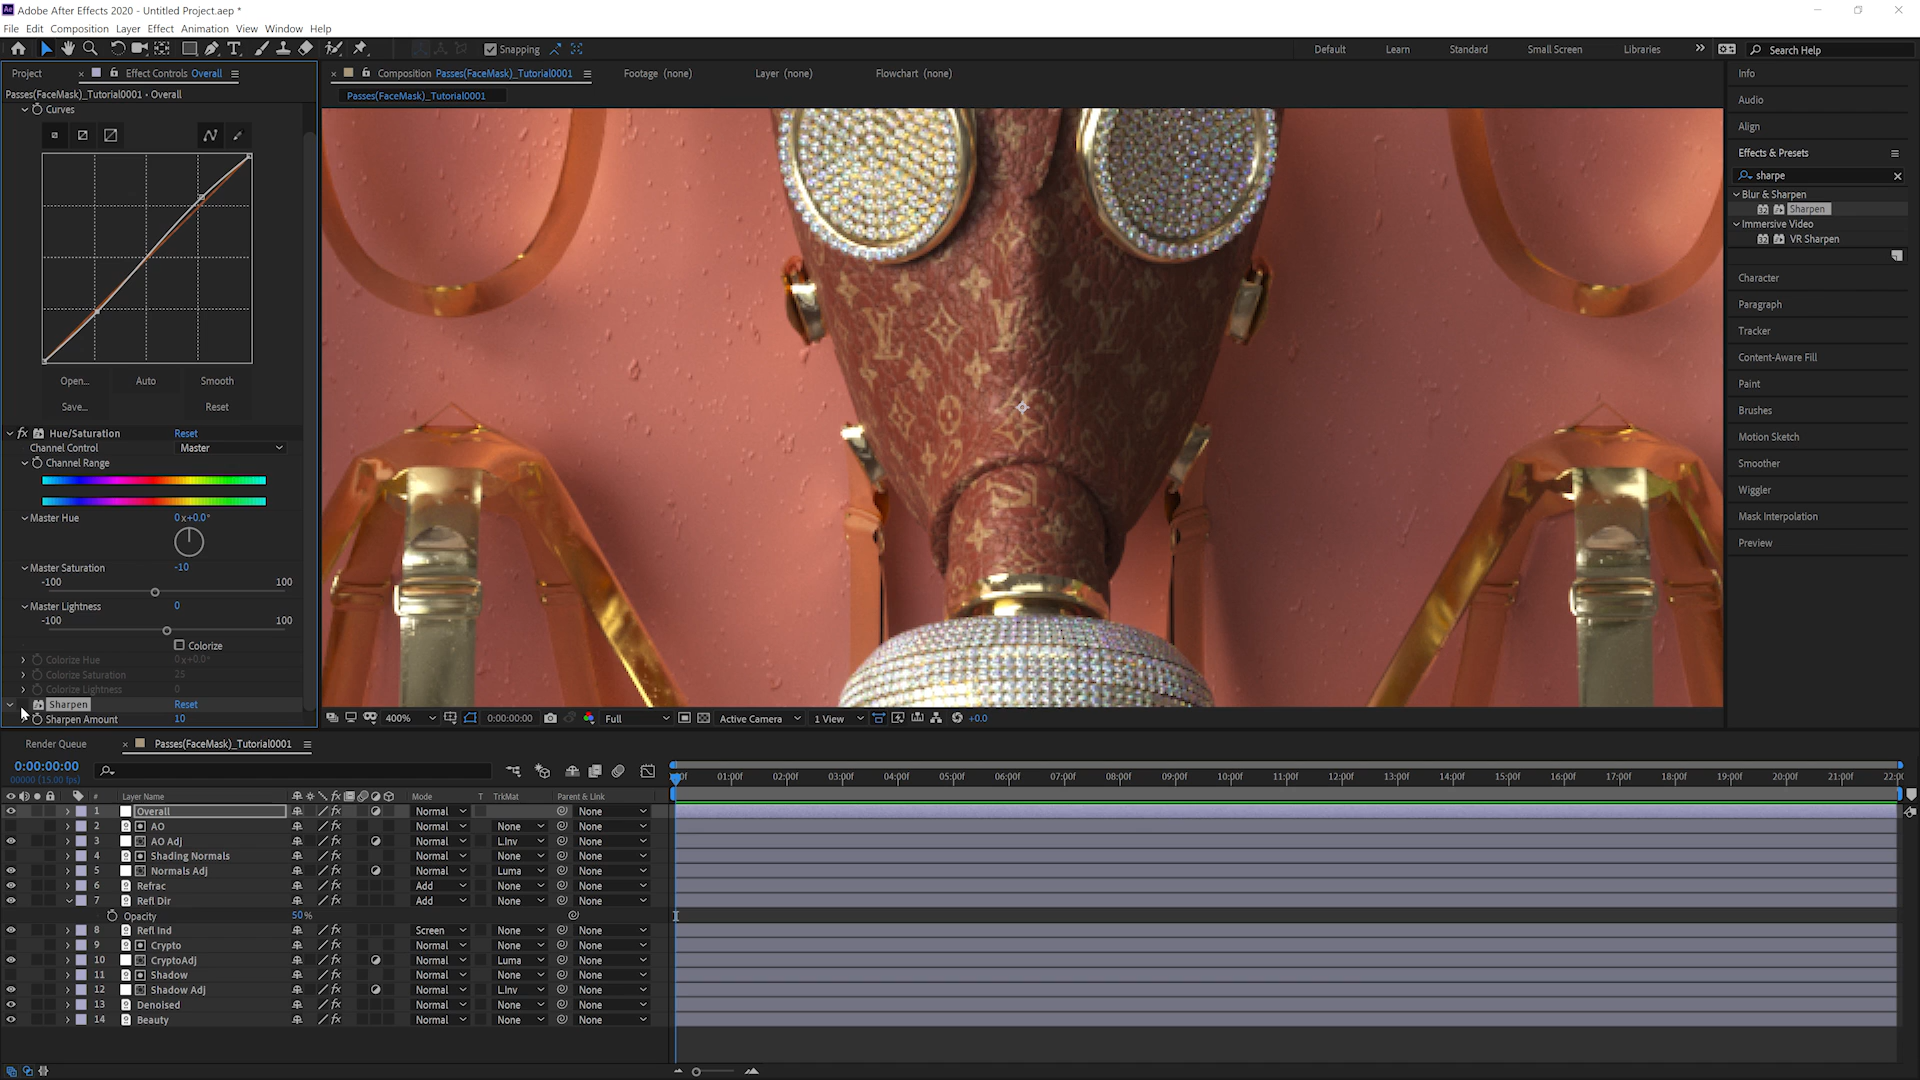 Adobe After Effects 2020 - Untitled Project.aep *
File Edit Composition Layer Effect Animation View Window Help
Snapping
Default Learn Standard Small Screen Libraries Search Help
Project Effect Controls Overall
Composition Passes(FaceMask)_Tutorial0001 Footage (none) Layer (none) Flowchart (none)
Passes(FaceMask)_Tutorial0001 • Overall
Passes(FaceMask)_Tutorial0001
Curves
Open... Auto Smooth
Save... Reset
fx Hue/Saturation Reset
Channel Control Master
Channel Range
Master Hue 0x+0.0°
Master Saturation -10
-100 100
Master Lightness 0
-100 100
Colorize
Colorize Hue 0x+0.0°
Colorize Saturation 25
Colorize Lightness 0
Sharpen Reset
Sharpen Amount 10
400% 0:00:00:00 Full Active Camera 1 View +0.0
Info
Audio
Align
Effects & Presets
sharpe
Blur & Sharpen
Sharpen
Immersive Video
VR Sharpen
Character
Paragraph
Tracker
Content-Aware Fill
Paint
Brushes
Motion Sketch
Smoother
Wiggler
Mask Interpolation
Preview
Render Queue Passes(FaceMask)_Tutorial0001
0:00:00:00
00000 (15.00 fps)
01:00f 02:00f 03:00f 04:00f 05:00f 06:00f 07:00f 08:00f 09:00f 10:00f 11:00f 12:00f 13:00f 14:00f 15:00f 16:00f 17:00f 18:00f 19:00f 20:00f 21:00f 22:0
# Layer Name Mode T TrkMat Parent & Link
1 Overall Normal None
2 AO Normal None None
3 AO Adj Normal L.Inv None
4 Shading Normals Normal None None
5 Normals Adj Normal Luma None
6 Refrac Add None None
7 Refl Dir Add None None
Opacity 50%
8 Refl Ind Screen None None
9 Crypto Normal None None
10 CryptoAdj Normal Luma None
11 Shadow Normal None None
12 Shadow Adj Normal L.Inv None
13 Denoised Normal None None
14 Beauty Normal None None